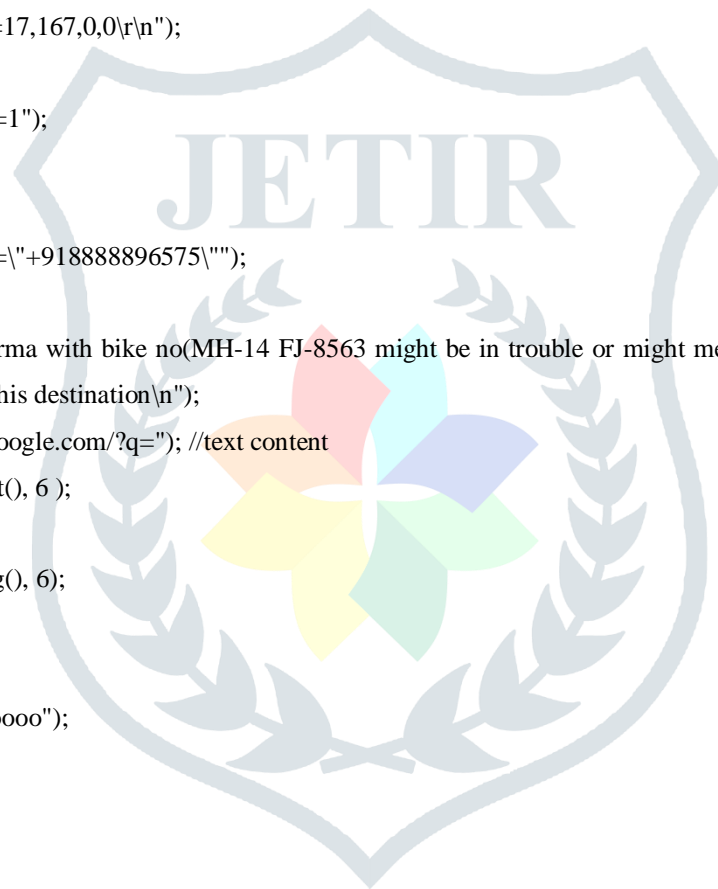 =17,167,0,0\r\n");
=1");
JETIR
=\"+918888896575\"");
rma with bike no(MH-14 FJ-8563 might be in trouble or might me
his destination\n");
oogle.com/?q="); //text content
t(), 6 );
g(), 6);
oooo");